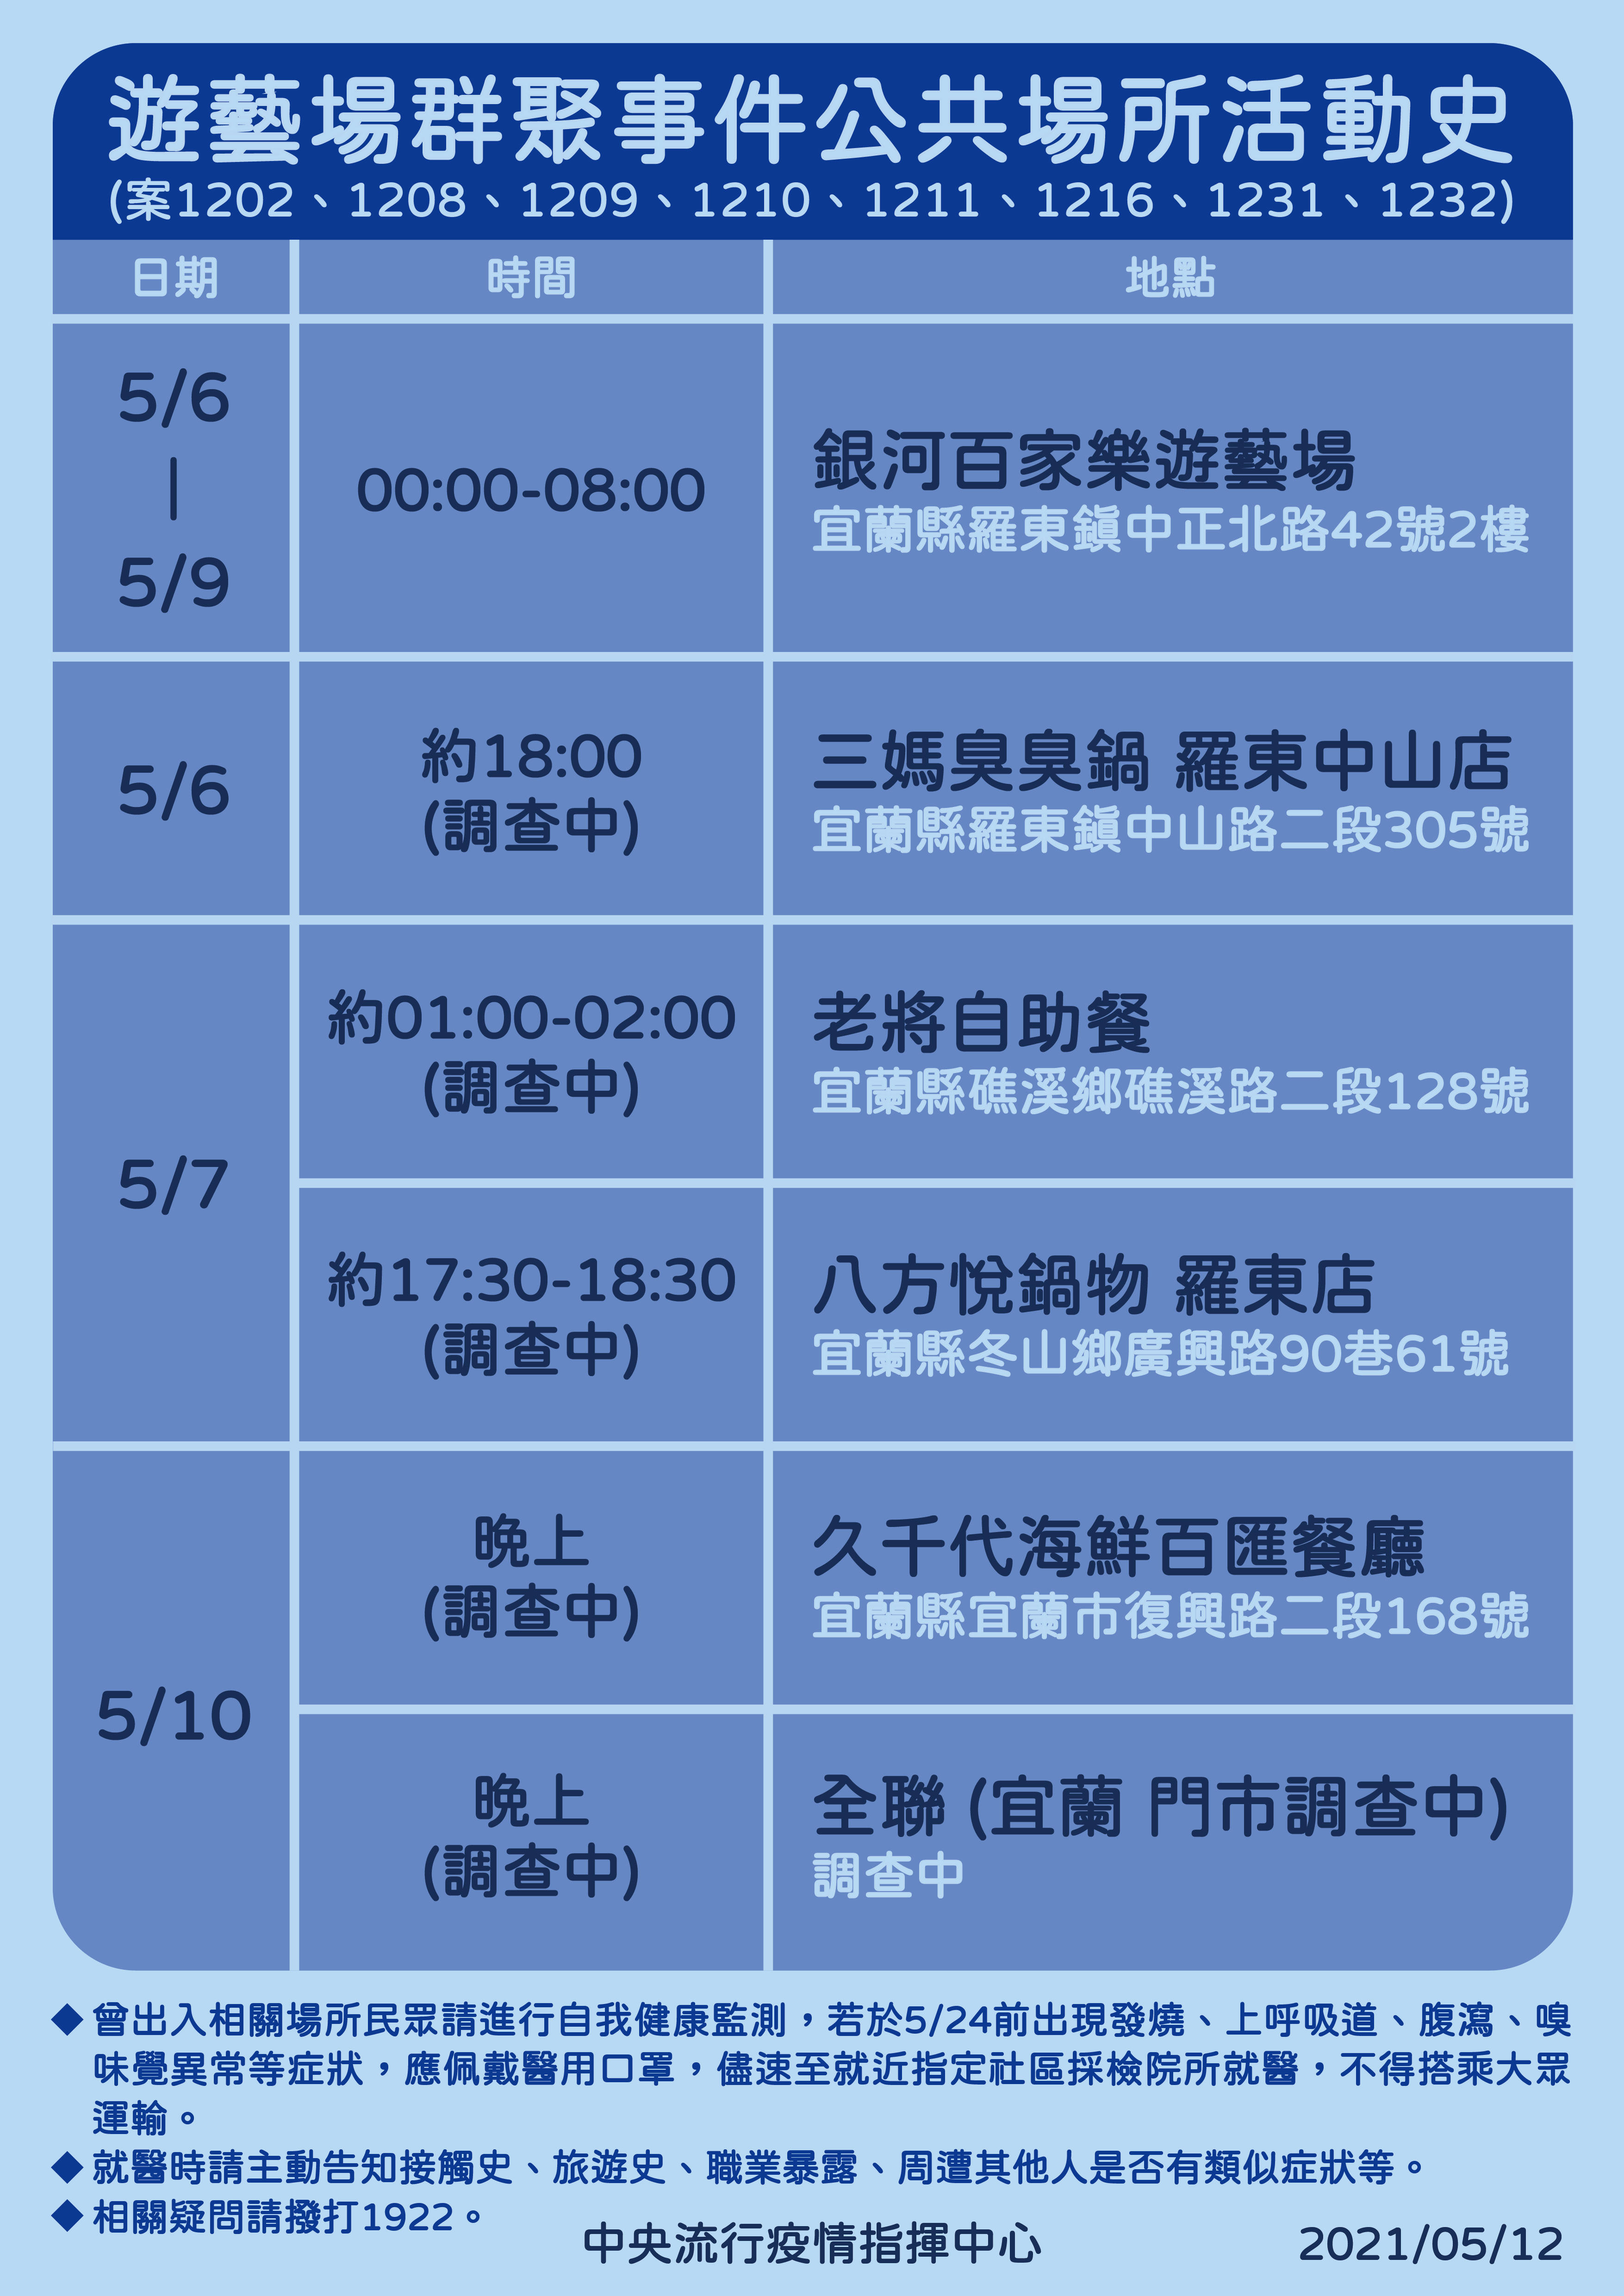 遊藝場群聚事件公共場所活動史
(案1202、1208、1209、1210、1211、1216、1231、1232)
日期 時間 地點
5/6
|
5/9
00:00-08:00
銀河百家樂遊藝場
宜蘭縣羅東鎮中正北路42號2樓
5/6
約18:00
(調查中)
三媽臭臭鍋 羅東中山店
宜蘭縣羅東鎮中山路二段305號
5/7
約01:00-02:00
(調查中)
老將自助餐
宜蘭縣礁溪鄉礁溪路二段128號
約17:30-18:30
(調查中)
八方悅鍋物 羅東店
宜蘭縣冬山鄉廣興路90巷61號
5/10
晚上
(調查中)
久千代海鮮百匯餐廳
宜蘭縣宜蘭市復興路二段168號
晚上
(調查中)
全聯 (宜蘭 門市調查中)
調查中
◆ 曾出入相關場所民眾請進行自我健康監測，若於5/24前出現發燒、上呼吸道、腹瀉、嗅
味覺異常等症狀，應佩戴醫用口罩，儘速至就近指定社區採檢院所就醫，不得搭乘大眾
運輸。
◆ 就醫時請主動告知接觸史、旅遊史、職業暴露、周遭其他人是否有類似症狀等。
◆ 相關疑問請撥打1922。
中央流行疫情指揮中心
2021/05/12